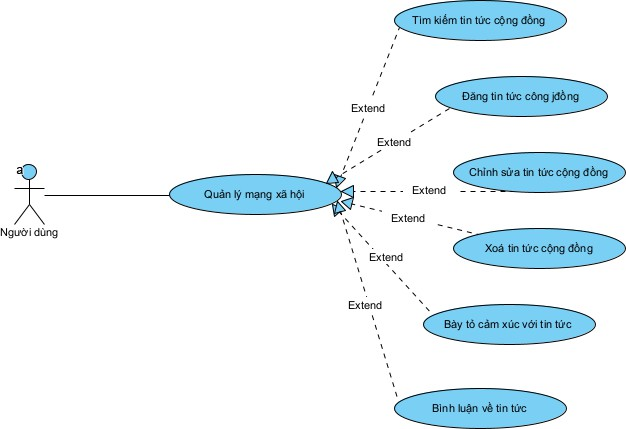 Tìm kiếm tin tức cộng đồng
Extend
Đăng tin tức công jđồng
Extend
a
Chỉnh sửa tin tức cộng đồng
Quản lý mạng xã hội
Extend
Extend
Người dùng
Xoá tin tức cộng đồng
Extend
Extend
Bày tỏ cảm xúc với tin tức
Bình luận về tin tức